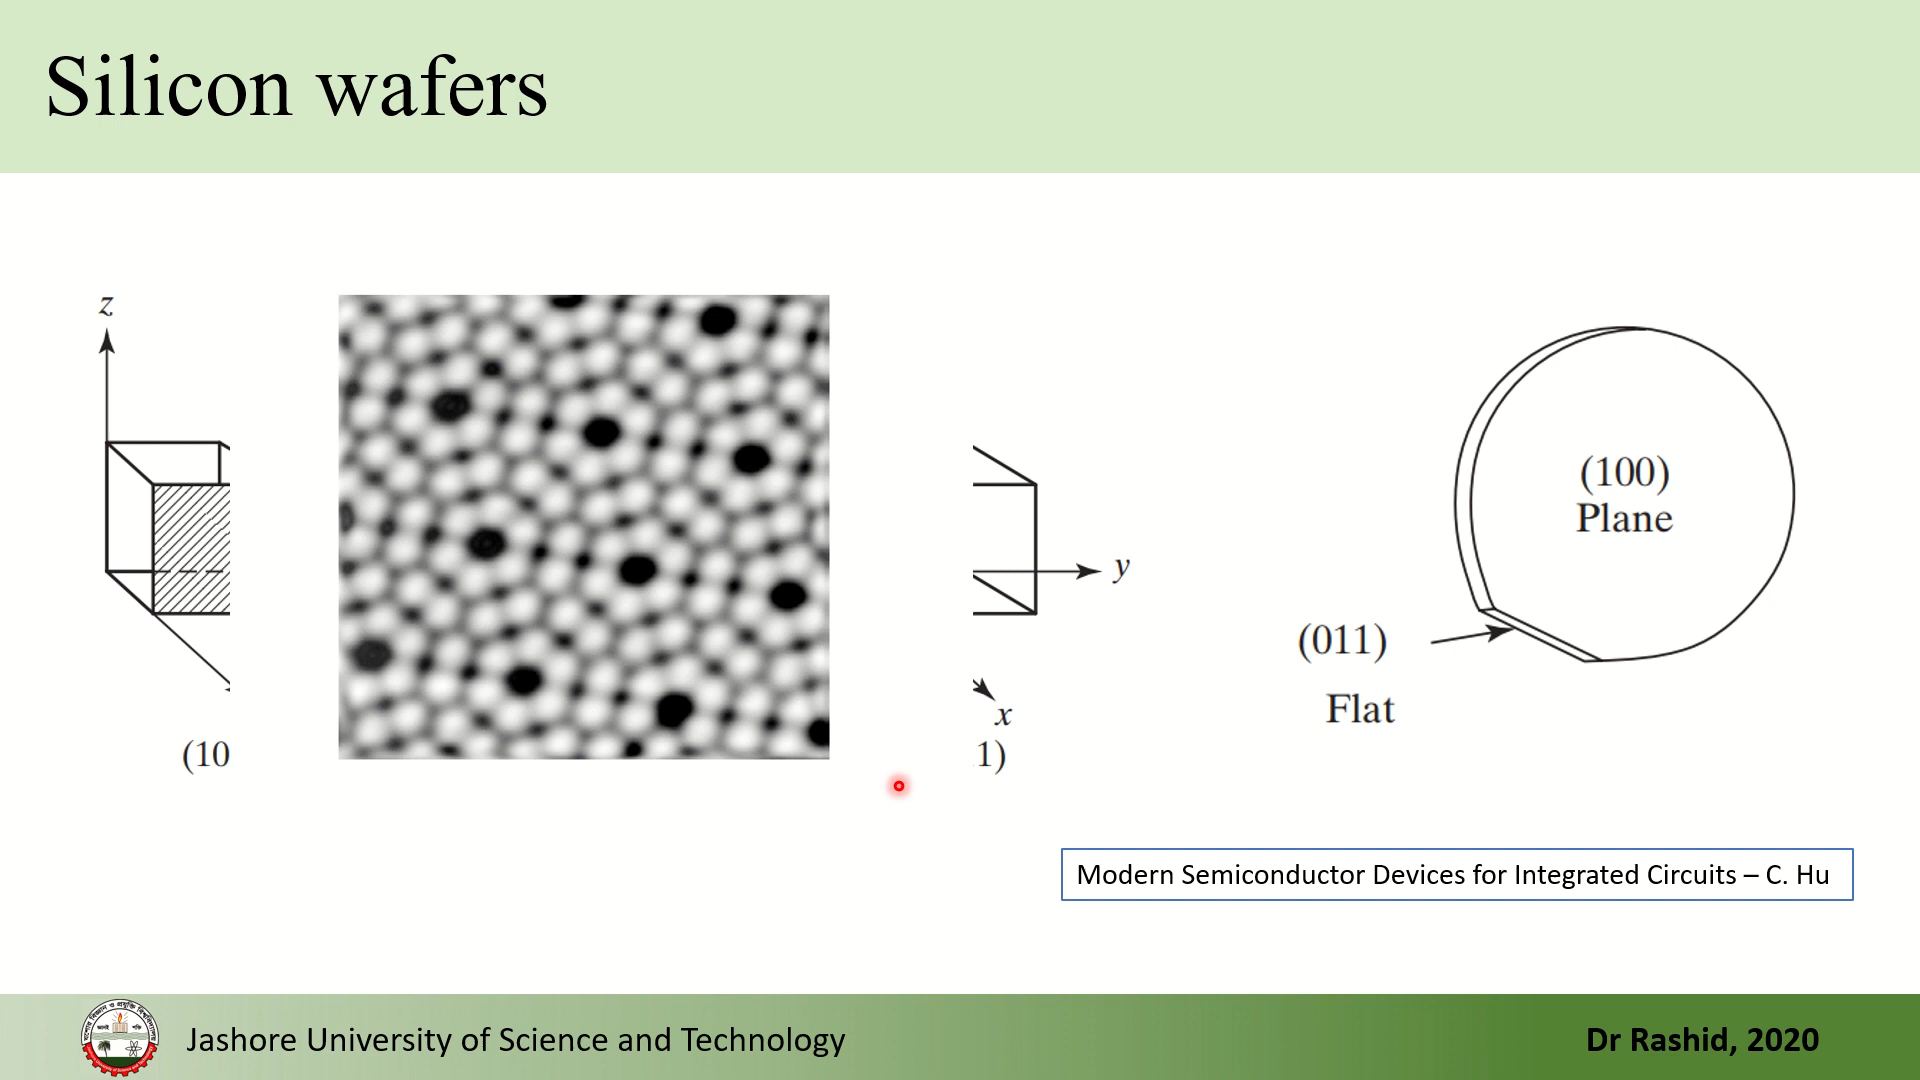 Silicon wafers
z
y
x
(10
1)
(100)
Plane
(011)
Flat
Modern Semiconductor Devices for Integrated Circuits – C. Hu
Jashore University of Science and Technology
Dr Rashid, 2020